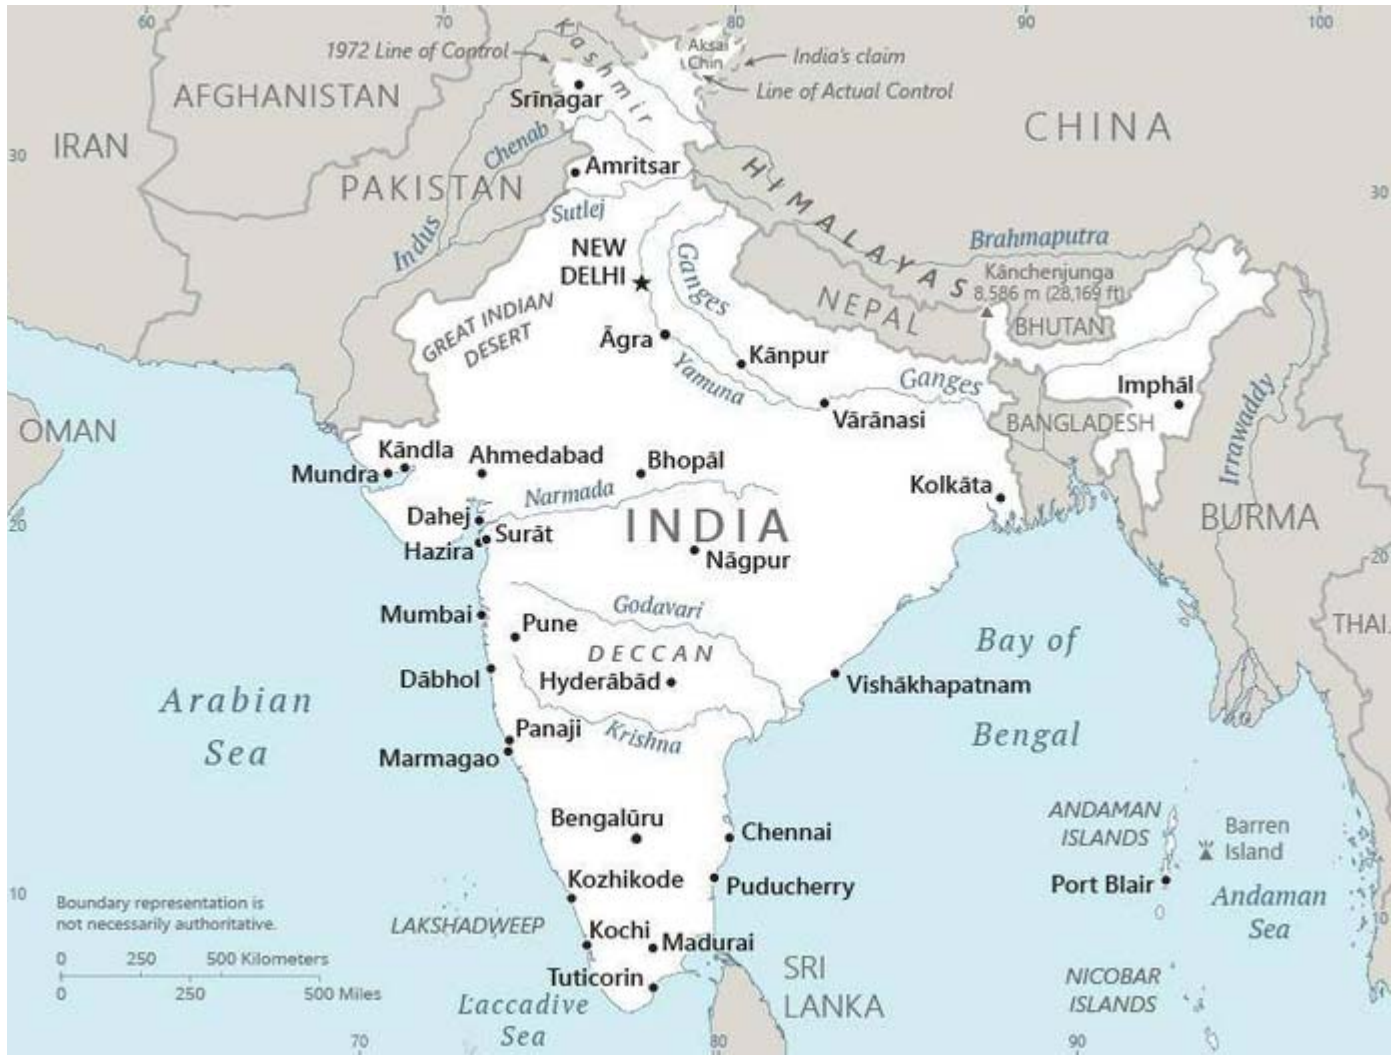 60
70
80
90
100
1972 Line of Control
Kashmir
Aksai
Chin
India's claim
Line of Actual Control
AFGHANISTAN
Srīnagar
CHINA
IRAN
30
Chenab
Amritsar
PAKISTAN
HIMALAYAS
30
Indus
Sutlej
NEW
DELHI
Ganges
Brahmaputra
Kānchenjunga
8,586 m (28,169 ft)
NEPAL
BHUTAN
GREAT INDIAN
DESERT
Āgra
Kānpur
Yamuna
Ganges
Imphāl
Irrawaddy
OMAN
Vārānasi
BANGLADESH
Kāndla
Mundra
Ahmedabad
Bhopāl
Kolkāta
Narmada
20
Dahej
INDIA
BURMA
Surāt
Hazira
Nāgpur
20
Mumbai
Godavari
Pune
DECCAN
THAI.
Bay of
Bengal
Dābhol
Hyderābād
Vishākhapatnam
Arabian
Sea
Panaji
Krishna
Marmagao
Bengalūru
Chennai
ANDAMAN
ISLANDS
Barren
Island
Kozhikode
Puducherry
Port Blair
10
Boundary representation is
not necessarily authoritative.
LAKSHADWEEP
Andaman
Sea
10
Kochi
Madurai
0 250 500 Kilometers
0 250 500 Miles
Tuticorin
SRI
LANKA
NICOBAR
ISLANDS
Laccadive
Sea
70
80
90